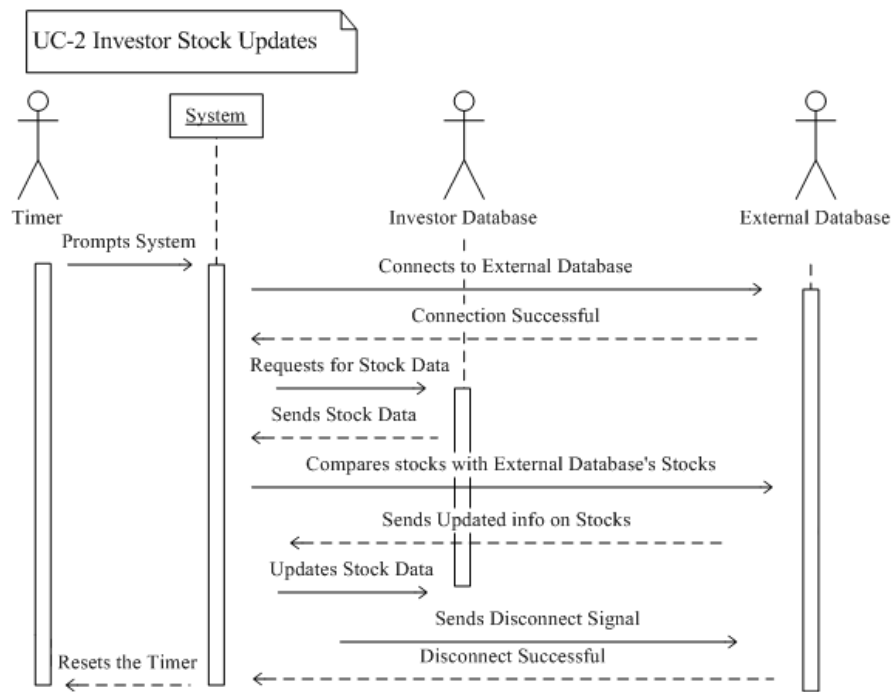 UC-2 Investor Stock Updates
System
Timer
Investor Database
External Database
Prompts System
Connects to External Database
Connection Successful
Requests for Stock Data
Sends Stock Data
Compares stocks with External Database's Stocks
Sends Updated info on Stocks
Updates Stock Data
Sends Disconnect Signal
Disconnect Successful
Resets the Timer